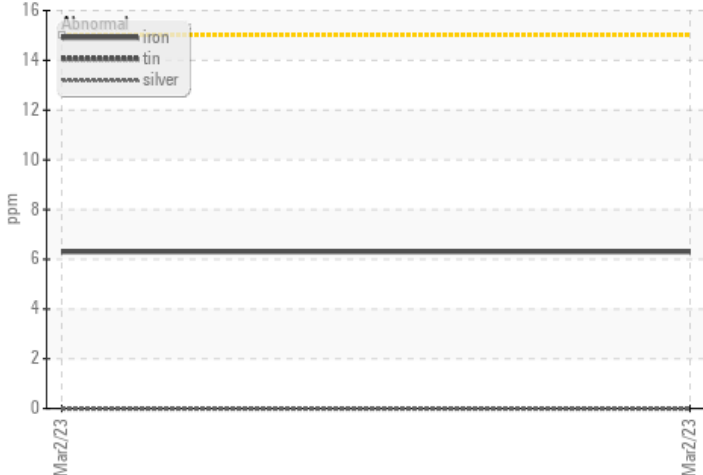 16
Abnormal
iron
14
tin
silver
12
10
ppm
8
6
4
2
0
Mar2/23
Mar2/23